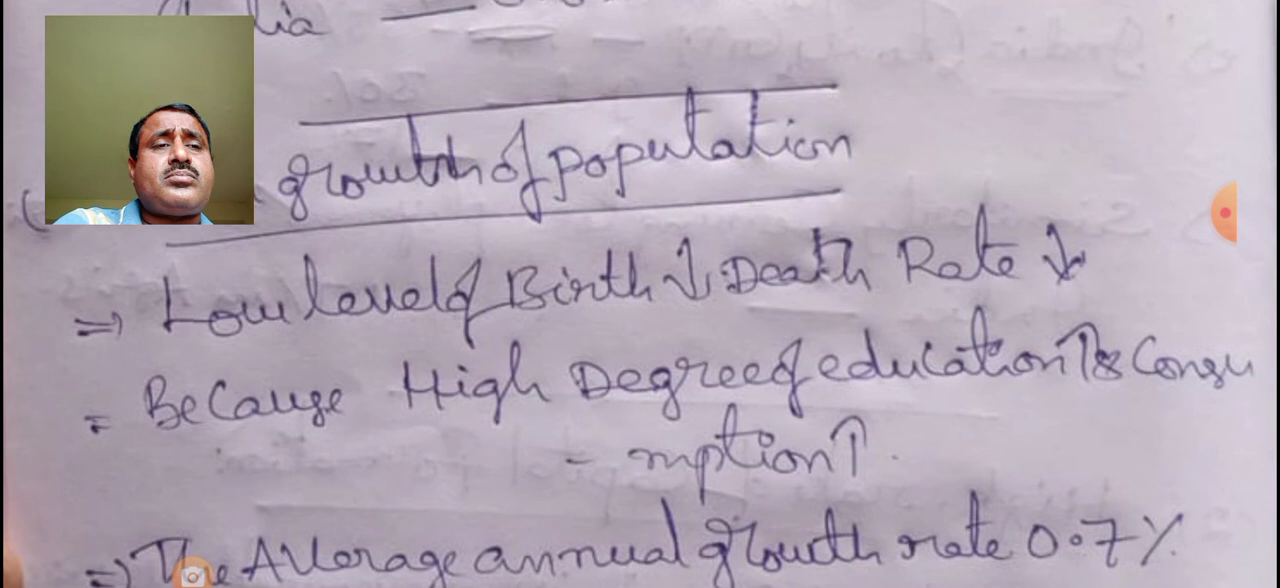 growth of population
=> Low level of Birth ↓ Death Rate ↓
= Because High Degree of education ↑ & Consu
- mption ↑.
=> The Average annual growth rate 0.7%